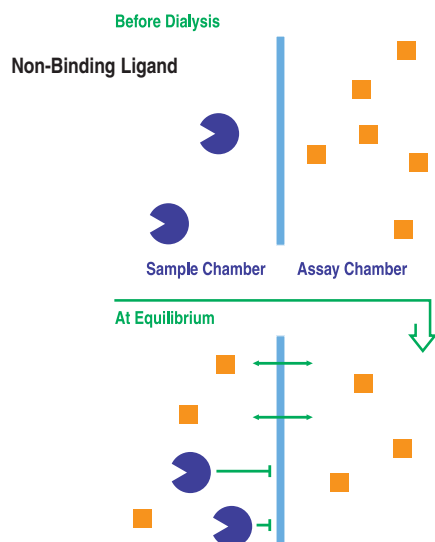 Before Dialysis
Non-Binding Ligand
Sample Chamber
Assay Chamber
At Equilibrium